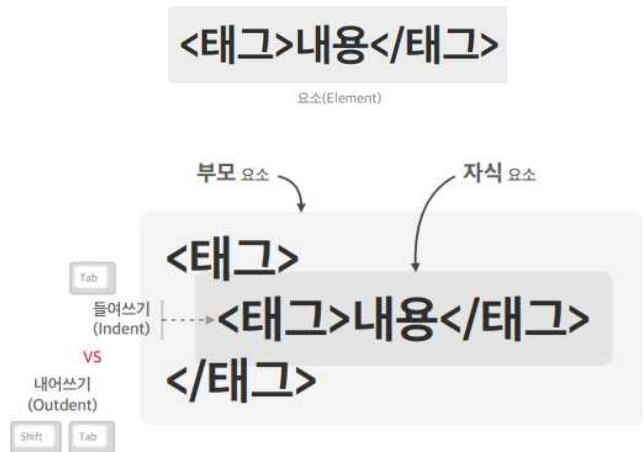 <태그>내용</태그>
요소(Element)
부모 요소
자식 요소
<태그>
Tab
들여쓰기
(Indent)
<태그>내용</태그>
VS
</태그>
내어쓰기
(Outdent)
Shift Tab